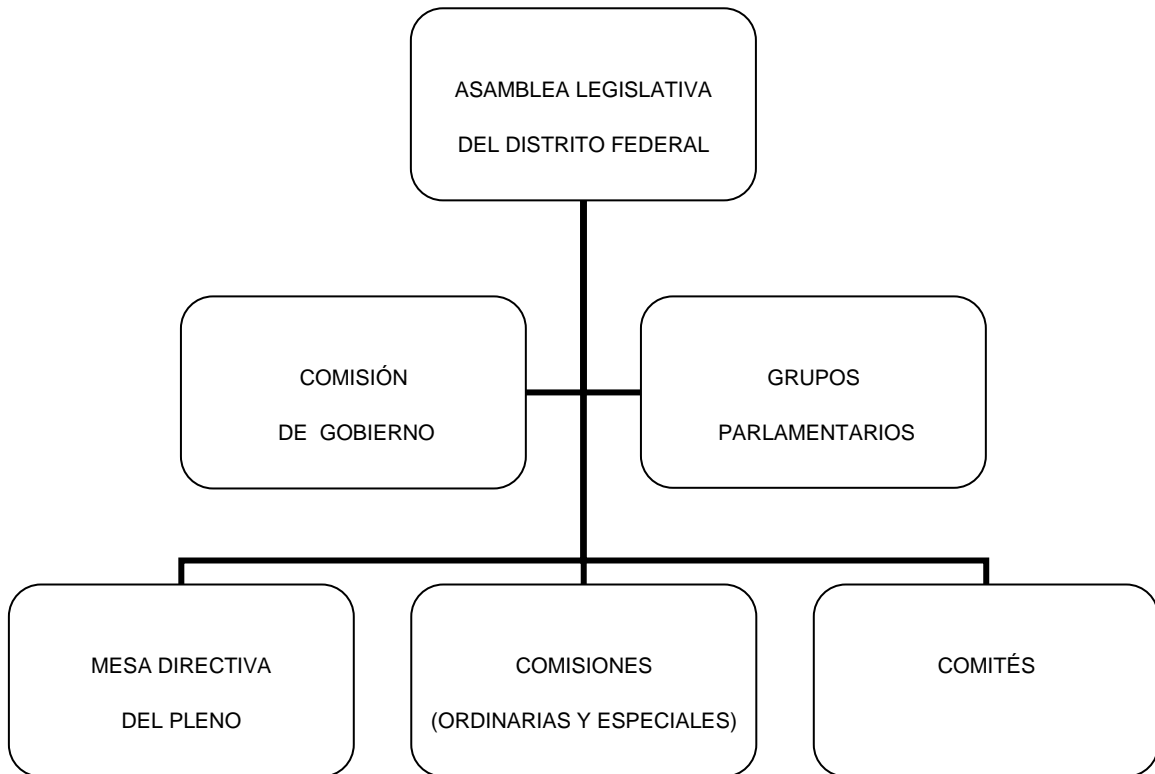 ASAMBLEA LEGISLATIVA
DEL DISTRITO FEDERAL
COMISIÓN
DE GOBIERNO
GRUPOS
PARLAMENTARIOS
MESA DIRECTIVA
DEL PLENO
COMISIONES
(ORDINARIAS Y ESPECIALES)
COMITÉS